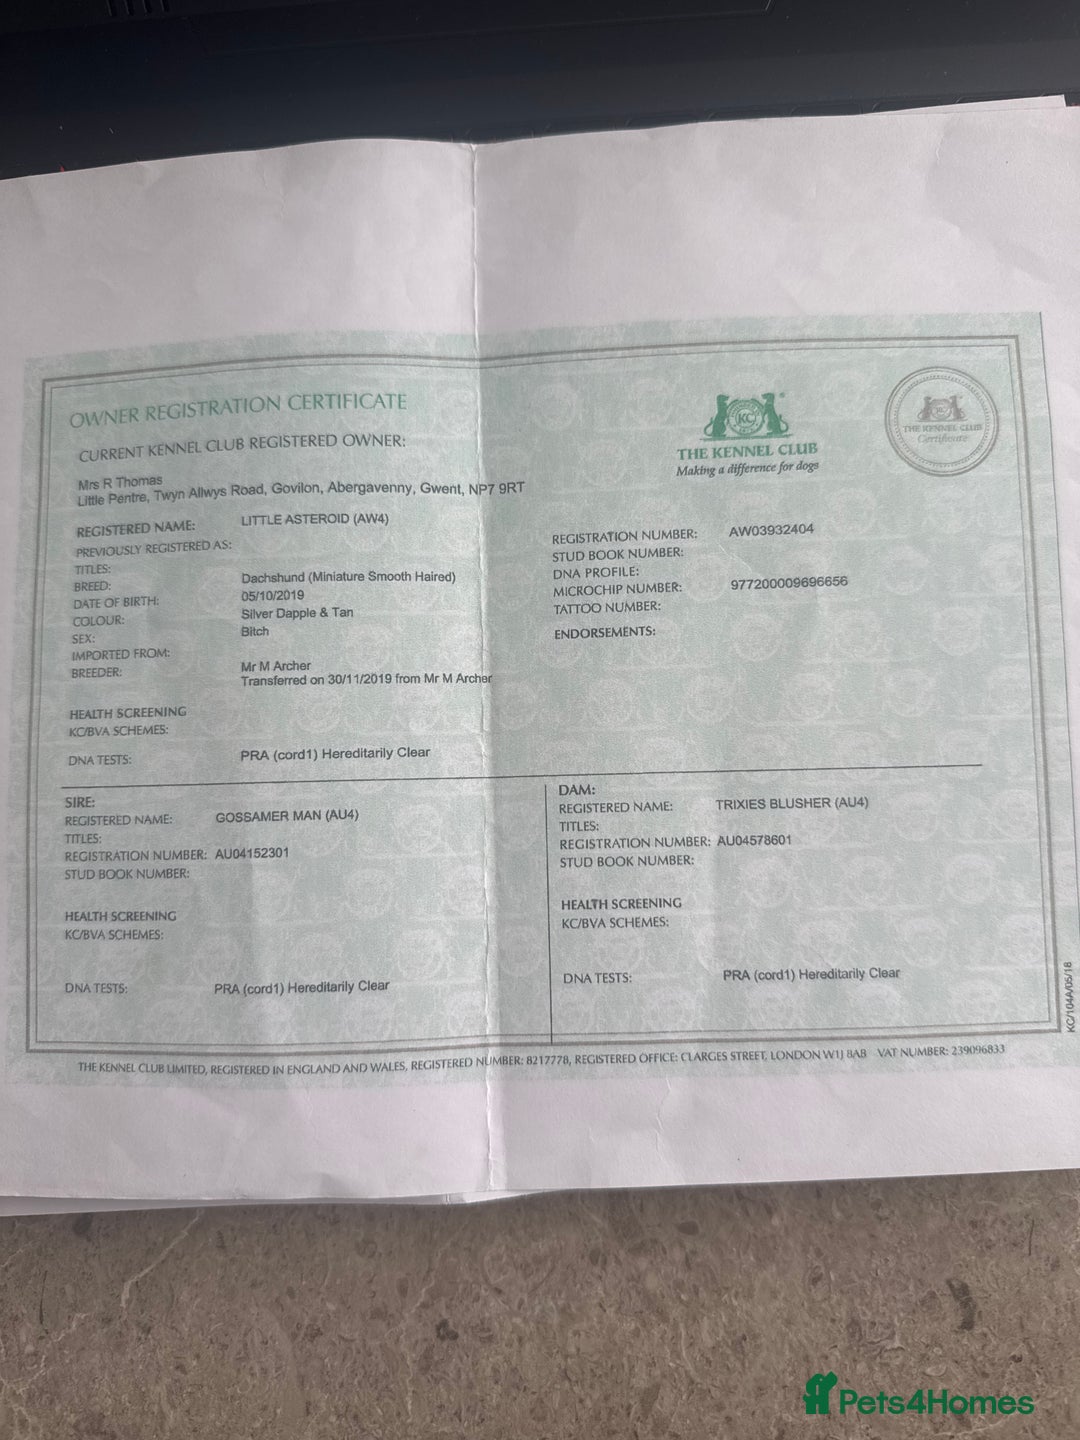 OWNER REGISTRATION CERTIFICATE
CURRENT KENNEL CLUB REGISTERED OWNER:
Mrs R Thomas
Little Pentre, Twyn Allwys Road, Govilon, Abergavenny, Gwent, NP7 9RT
KC
THE KENNEL CLUB
Making a difference for dogs
THE KENNEL CLUB
Certificate
REGISTERED NAME: LITTLE ASTEROID (AW4)
PREVIOUSLY REGISTERED AS:
TITLES:
BREED: Dachshund (Miniature Smooth Haired)
DATE OF BIRTH: 05/10/2019
COLOUR: Silver Dapple & Tan
SEX: Bitch
IMPORTED FROM:
BREEDER: Mr M Archer
Transferred on 30/11/2019 from Mr M Archer
REGISTRATION NUMBER: AW03932404
STUD BOOK NUMBER:
DNA PROFILE:
MICROCHIP NUMBER: 977200009696656
TATTOO NUMBER:
ENDORSEMENTS:
HEALTH SCREENING
KC/BVA SCHEMES:
DNA TESTS: PRA (cord1) Hereditarily Clear
SIRE:
REGISTERED NAME: GOSSAMER MAN (AU4)
TITLES:
REGISTRATION NUMBER: AU04152301
STUD BOOK NUMBER:
HEALTH SCREENING
KC/BVA SCHEMES:
DNA TESTS: PRA (cord1) Hereditarily Clear
DAM:
REGISTERED NAME: TRIXIES BLUSHER (AU4)
TITLES:
REGISTRATION NUMBER: AU04578601
STUD BOOK NUMBER:
HEALTH SCREENING
KC/BVA SCHEMES:
DNA TESTS: PRA (cord1) Hereditarily Clear
KC/104A/05/18
THE KENNEL CLUB LIMITED, REGISTERED IN ENGLAND AND WALES, REGISTERED NUMBER: 8217778, REGISTERED OFFICE: CLARGES STREET, LONDON W1J 8AB VAT NUMBER: 239096833
Pets4Homes